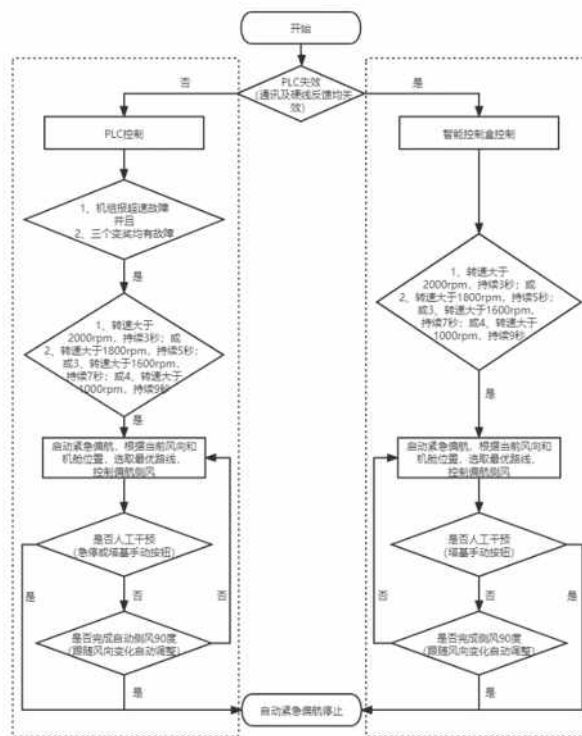 开始
PLC失效
（通讯及硬线反馈均失
效）
否
是
PLC控制
智能控制盒控制
1、机组报超速故障
并且
2、三个变桨均有故障
是
1、转速大于
2000rpm，持续3秒；或
2、转速大于1800rpm，持续5秒；
或3、转速大于1600rpm，
持续7秒；或4、转速大于
1000rpm，持续9秒
是
启动紧急偏航，根据当前风向和
机舱位置，选取最优路线，
控制偏航侧风
是否人工干预
（急停或塔基手动按钮）
是
否
否
是否完成自动侧风90度
（跟随风向变化自动调整）
是
1、转速大于
2000rpm，持续3秒；或
2、转速大于1800rpm，持续5秒；
或3、转速大于1600rpm，
持续7秒；或4、转速大于
1000rpm，持续9秒
是
启动紧急偏航，根据当前风向和
机舱位置，选取最优路线，
控制偏航侧风
是否人工干预
（塔基手动按钮）
否
否
是
是否完成侧风90度
（跟随风向变化自动调整）
是
启动紧急偏航停止